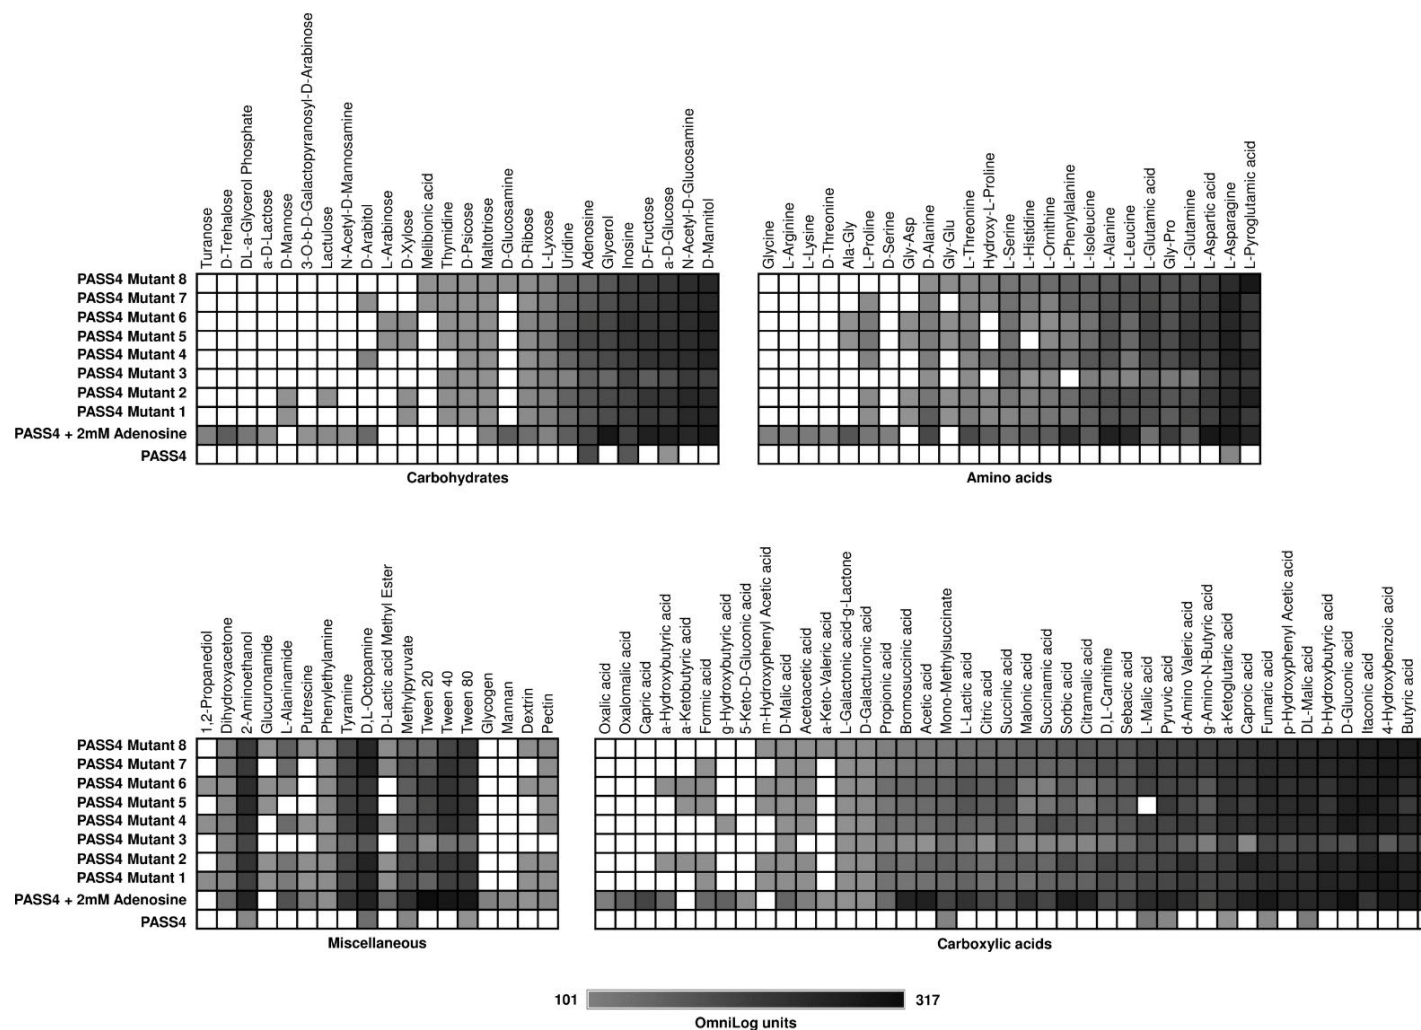 Turanose
D-Trehalose
DL-a-Glycerol Phosphate
a-D-Lactose
D-Mannose
3-O-b-D-Galactopyranosyl-D-Arabinose
Lactulose
N-Acetyl-D-Mannosamine
D-Arabitol
L-Arabinose
D-Xylose
Melibionic acid
Thymidine
D-Psicose
Maltotriose
D-Glucosamine
D-Ribose
L-Lyxose
Uridine
Adenosine
Glycerol
Inosine
D-Fructose
a-D-Glucose
N-Acetyl-D-Glucosamine
D-Mannitol
Glycine
L-Arginine
L-Lysine
D-Threonine
Ala-Gly
L-Proline
D-Serine
Gly-Asp
D-Alanine
Gly-Glu
L-Threonine
Hydroxy-L-Proline
L-Serine
L-Histidine
L-Ornithine
L-Phenylalanine
L-Isoleucine
L-Alanine
L-Leucine
L-Glutamic acid
Gly-Pro
L-Glutamine
L-Aspartic acid
L-Asparagine
L-Pyroglutamic acid
PASS4 Mutant 8
PASS4 Mutant 7
PASS4 Mutant 6
PASS4 Mutant 5
PASS4 Mutant 4
PASS4 Mutant 3
PASS4 Mutant 2
PASS4 Mutant 1
PASS4 + 2mM Adenosine
PASS4
Carbohydrates
Amino acids
1,2-Propanediol
Dihydroxyacetone
2-Aminoethanol
Glucuronamide
L-Alaninamide
Putrescine
Phenylethylamine
Tyramine
D,L-Octopamine
D-Lactic acid Methyl Ester
Methylpyruvate
Tween 20
Tween 40
Tween 80
Glycogen
Mannan
Dextrin
Pectin
Oxalic acid
Oxalomalic acid
Capric acid
a-Hydroxybutyric acid
a-Ketobutyric acid
Formic acid
g-Hydroxybutyric acid
5-Keto-D-Gluconic acid
m-Hydroxyphenyl Acetic acid
D-Malic acid
Acetoacetic acid
a-Keto-Valeric acid
L-Galactonic acid-g-Lactone
D-Galacturonic acid
Propionic acid
Bromosuccinic acid
Acetic acid
Mono-Methylsuccinate
L-Lactic acid
Citric acid
Succinic acid
Malonic acid
Succinamic acid
Sorbic acid
Citramalic acid
D,L-Carnitine
Sebacic acid
L-Malic acid
Pyruvic acid
d-Amino Valeric acid
g-Amino-N-Butyric acid
a-Ketoglutaric acid
Caproic acid
Fumaric acid
p-Hydroxyphenyl Acetic acid
DL-Malic acid
b-Hydroxybutyric acid
D-Gluconic acid
Itaconic acid
4-Hydroxybenzoic acid
Butyric acid
PASS4 Mutant 8
PASS4 Mutant 7
PASS4 Mutant 6
PASS4 Mutant 5
PASS4 Mutant 4
PASS4 Mutant 3
PASS4 Mutant 2
PASS4 Mutant 1
PASS4 + 2mM Adenosine
PASS4
Miscellaneous
Carboxylic acids
101
317
OmniLog units